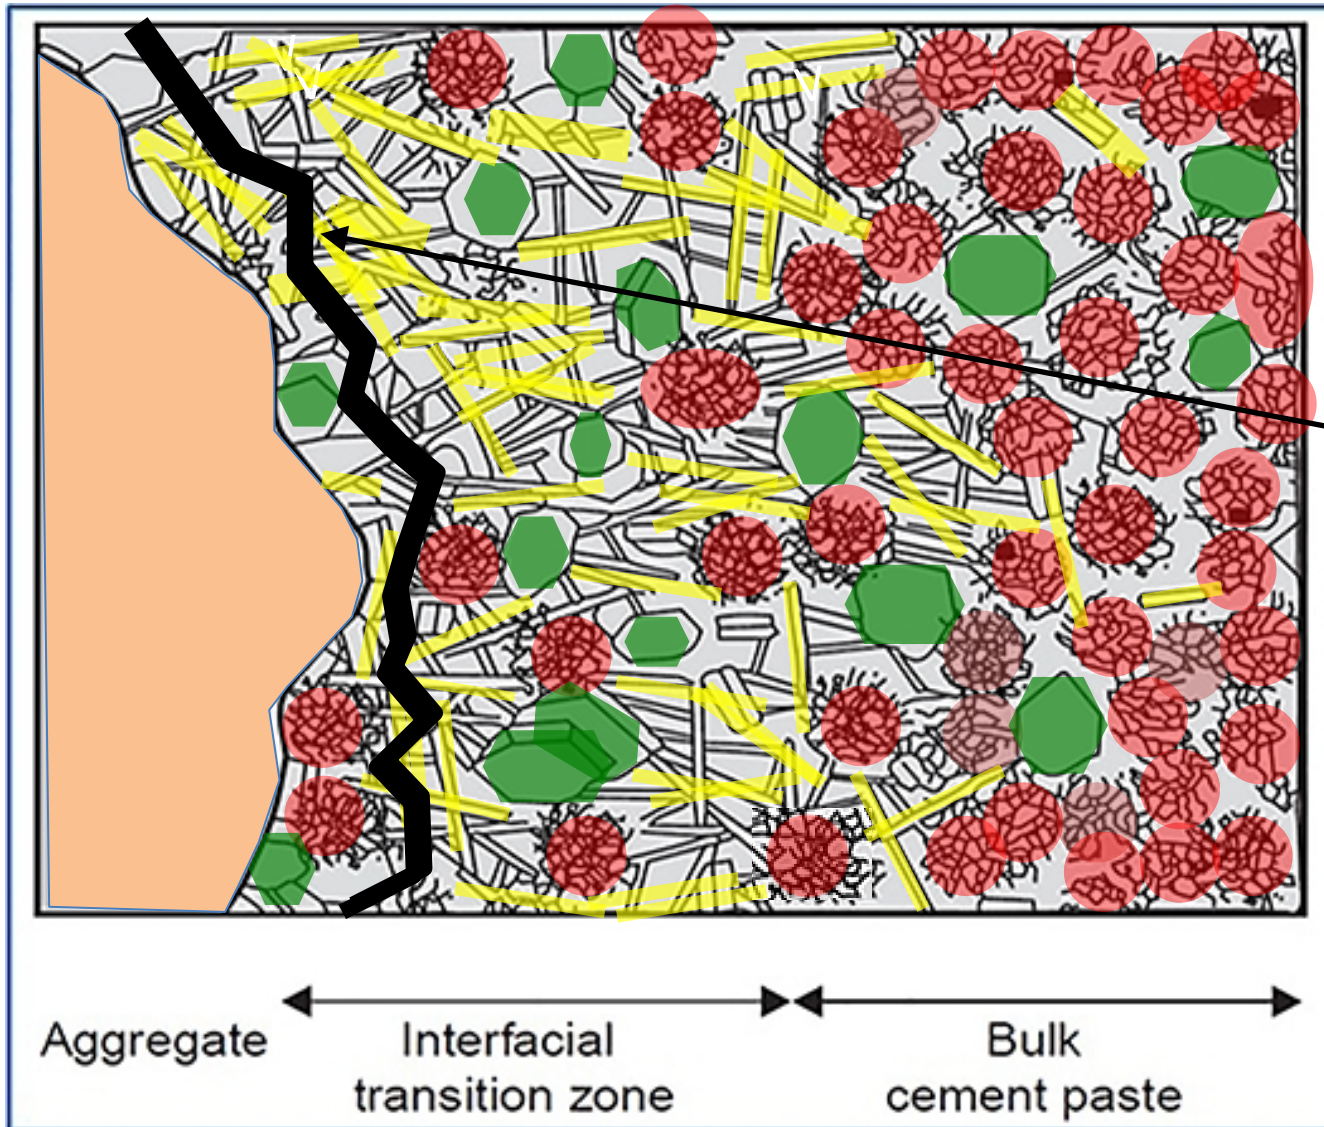 Aggregate
Interfacial
transition zone
Bulk
cement paste